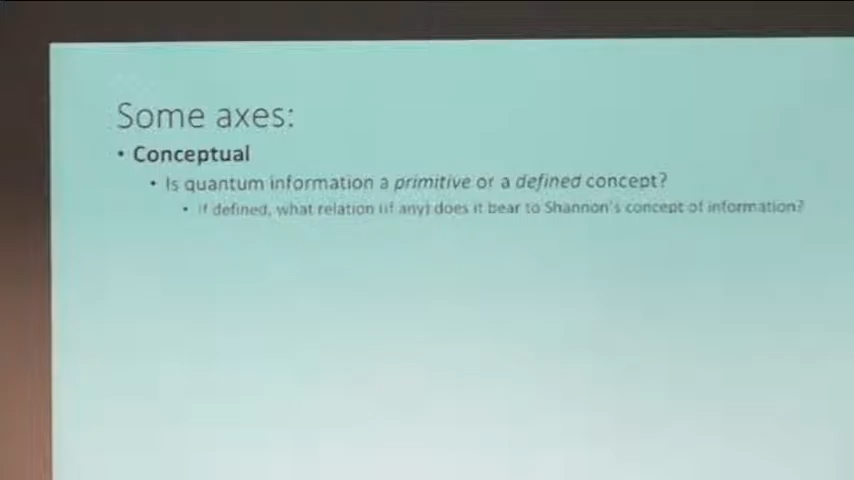 Some axes:
• Conceptual
• Is quantum information a primitive or a defined concept?
• If defined, what relation (if any) does it bear to Shannon's concept of information?